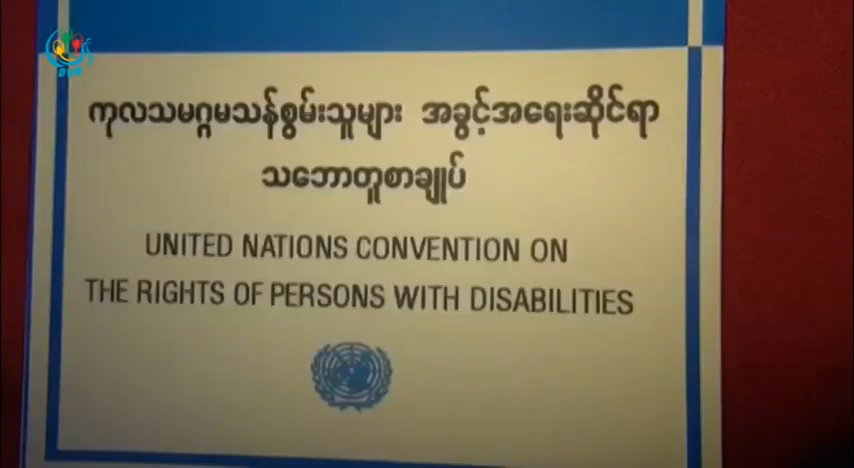 ကုလသမဂ္ဂမသန်စွမ်းသူများ အခွင့်အရေးဆိုင်ရာ
သဘောတူစာချုပ်
UNITED NATIONS CONVENTION ON
THE RIGHTS OF PERSONS WITH DISABILITIES